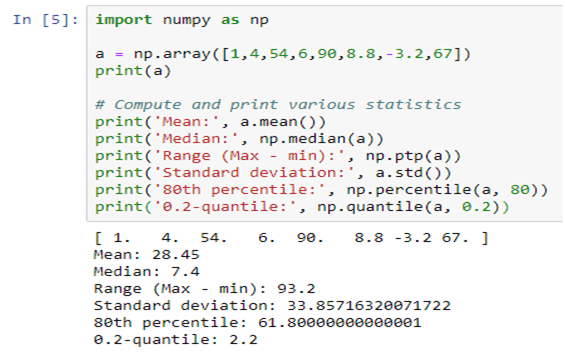 In [5]: import numpy as np
a = np.array([1,4,54,6,90,8.8,-3.2,67])
print(a)
# Compute and print various statistics
print('Mean:', a.mean())
print('Median:', np.median(a))
print('Range (Max - min):', np.ptp(a))
print('Standard deviation:', a.std())
print('80th percentile:', np.percentile(a, 80))
print('0.2-quantile:', np.quantile(a, 0.2))
[ 1.   4.  54.   6.  90.   8.8 -3.2 67. ]
Mean: 28.45
Median: 7.4
Range (Max - min): 93.2
Standard deviation: 33.85716320071722
80th percentile: 61.80000000000001
0.2-quantile: 2.2